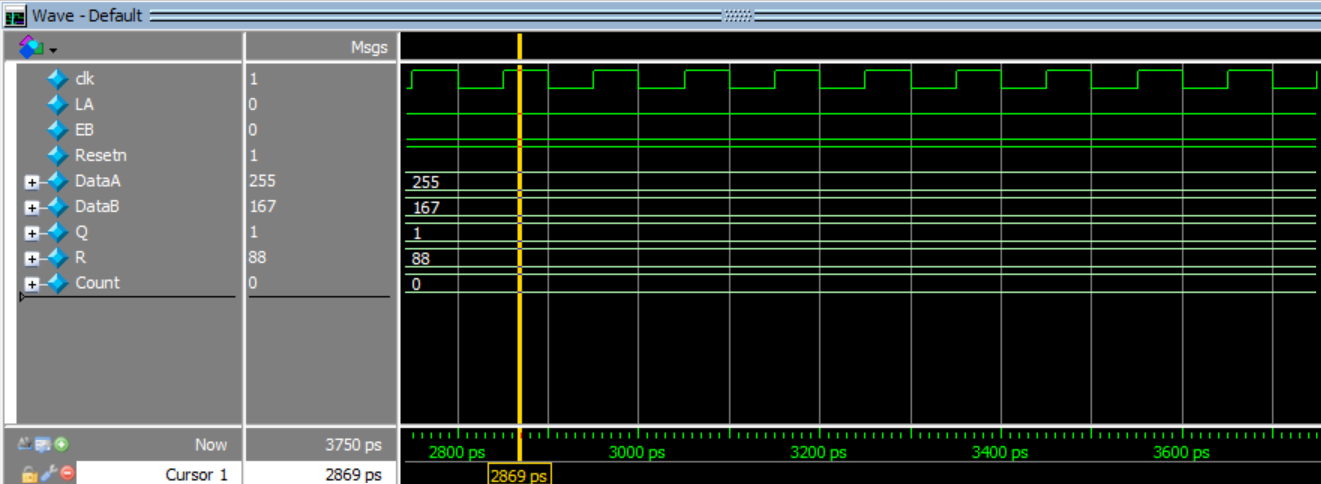 Wave - Default
Msgs
clk 1
LA 0
EB 0
Resetn 1
DataA 255 255
DataB 167 167
Q 1 1
R 88 88
Count 0 0
Now 3750 ps 2800 ps 3000 ps 3200 ps 3400 ps 3600 ps
Cursor 1 2869 ps 2869 ps